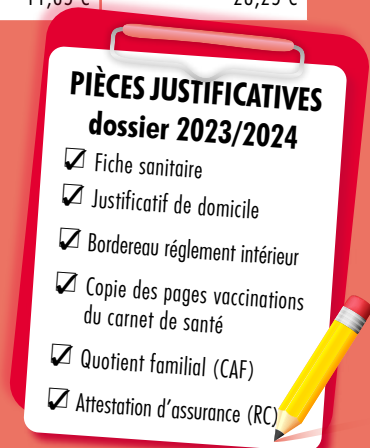 PIÈCES JUSTIFICATIVES
dossier 2023/2024
Fiche sanitaire
Justificatif de domicile
Bordereau réglement intérieur
Copie des pages vaccinations
du carnet de santé
Quotient familial (CAF)
Attestation d'assurance (RC)